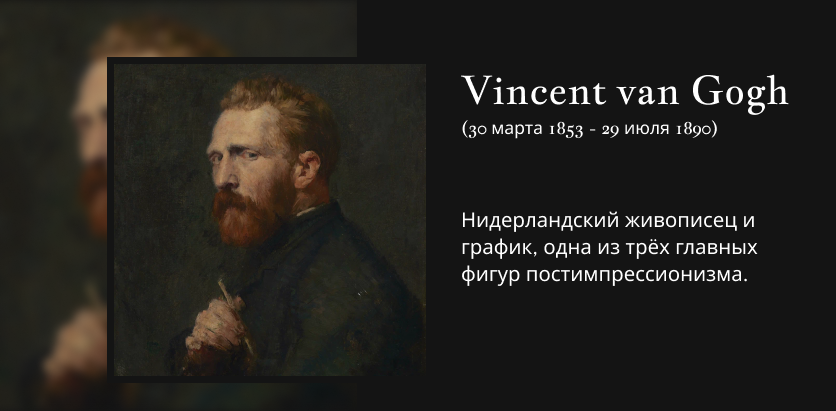 Vincent van Gogh
(30 марта 1853 - 29 июля 1890)
Нидерландский живописец и
график, одна из трёх главных
фигур постимпрессионизма.